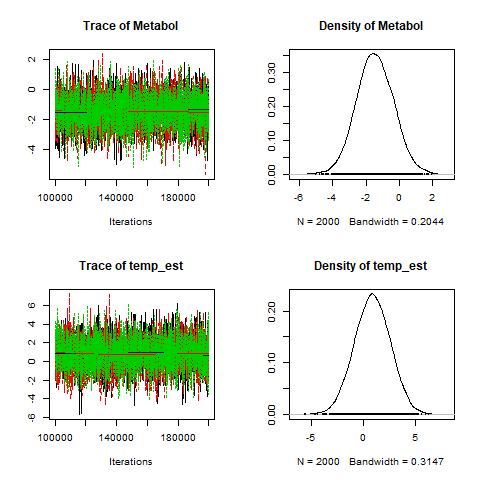 Trace of Metabol
2
0
-2
-4
100000 140000 180000
Iterations
Density of Metabol
0.30
0.20
0.10
0.00
-6 -4 -2 0 2
N = 2000 Bandwidth = 0.2044
Trace of temp_est
6
4
2
0
-2
-4
-6
100000 140000 180000
Iterations
Density of temp_est
0.20
0.10
0.00
-5 0 5
N = 2000 Bandwidth = 0.3147